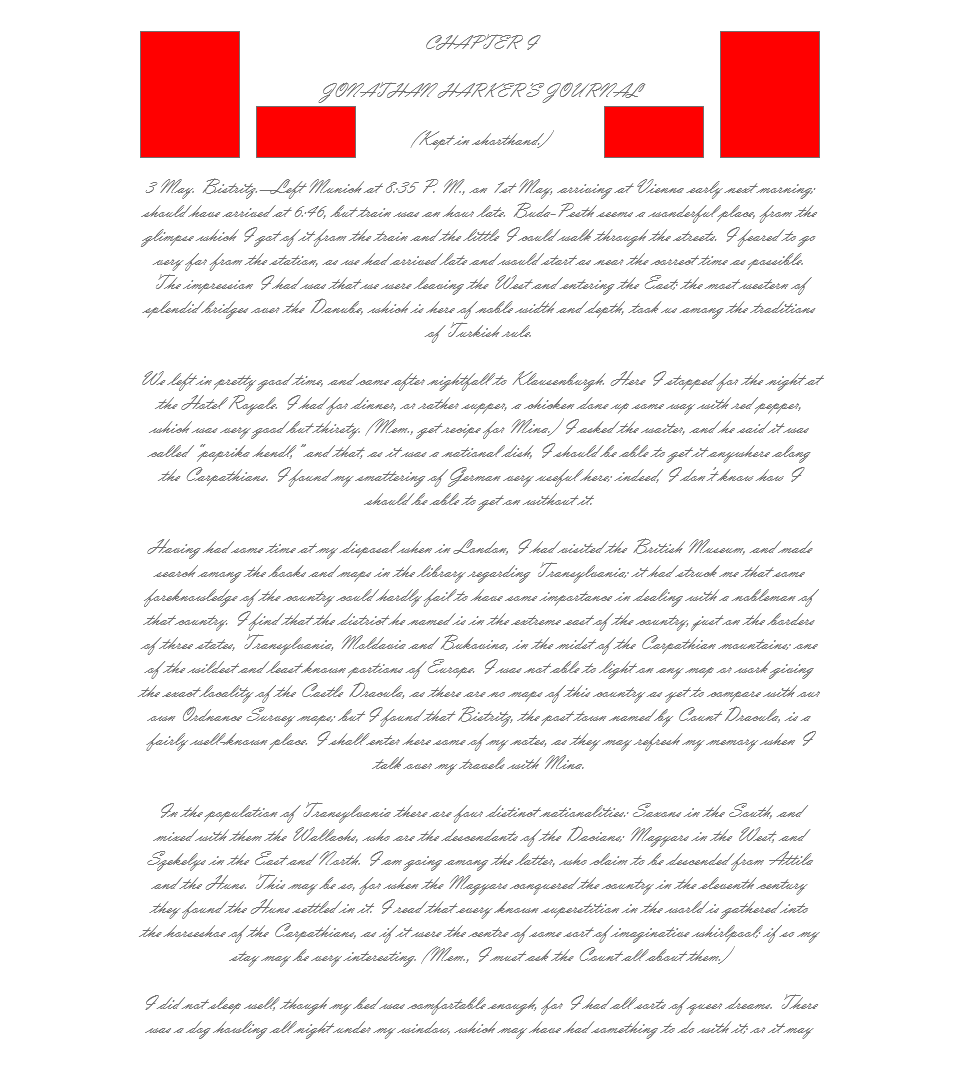 CHAPTER I
JONATHAN HARKER'S JOURNAL
(Kept in shorthand.)
3 May. Bistritz.—Left Munich at 8:35 P. M., on 1st May, arriving at Vienna early next morning;
should have arrived at 6:46, but train was an hour late. Buda-Pesth seems a wonderful place, from the
glimpse which I got of it from the train and the little I could walk through the streets. I feared to go
very far from the station, as we had arrived late and would start as near the correct time as possible.
The impression I had was that we were leaving the West and entering the East; the most western of
splendid bridges over the Danube, which is here of noble width and depth, took us among the traditions
of Turkish rule.
We left in pretty good time, and came after nightfall to Klausenburgh. Here I stopped for the night at
the Hotel Royale. I had for dinner, or rather supper, a chicken done up some way with red pepper,
which was very good but thirsty. (Mem., get recipe for Mina.) I asked the waiter, and he said it was
called "paprika hendl," and that, as it was a national dish, I should be able to get it anywhere along
the Carpathians. I found my smattering of German very useful here; indeed, I don't know how I
should be able to get on without it.
Having had some time at my disposal when in London, I had visited the British Museum, and made
search among the books and maps in the library regarding Transylvania; it had struck me that some
foreknowledge of the country could hardly fail to have some importance in dealing with a nobleman of
that country. I find that the district he named is in the extreme east of the country, just on the borders
of three states, Transylvania, Moldavia and Bukovina, in the midst of the Carpathian mountains; one
of the wildest and least known portions of Europe. I was not able to light on any map or work giving
the exact locality of the Castle Dracula, as there are no maps of this country as yet to compare with our
own Ordnance Survey maps; but I found that Bistritz, the post town named by Count Dracula, is a
fairly well-known place. I shall enter here some of my notes, as they may refresh my memory when I
talk over my travels with Mina.
In the population of Transylvania there are four distinct nationalities: Saxons in the South, and
mixed with them the Wallachs, who are the descendants of the Dacians; Magyars in the West, and
Szekelys in the East and North. I am going among the latter, who claim to be descended from Attila
and the Huns. This may be so, for when the Magyars conquered the country in the eleventh century
they found the Huns settled in it. I read that every known superstition in the world is gathered into
the horseshoe of the Carpathians, as if it were the centre of some sort of imaginative whirlpool; if so my
stay may be very interesting. (Mem., I must ask the Count all about them.)
I did not sleep well, though my bed was comfortable enough, for I had all sorts of queer dreams. There
was a dog howling all night under my window, which may have had something to do with it; or it may